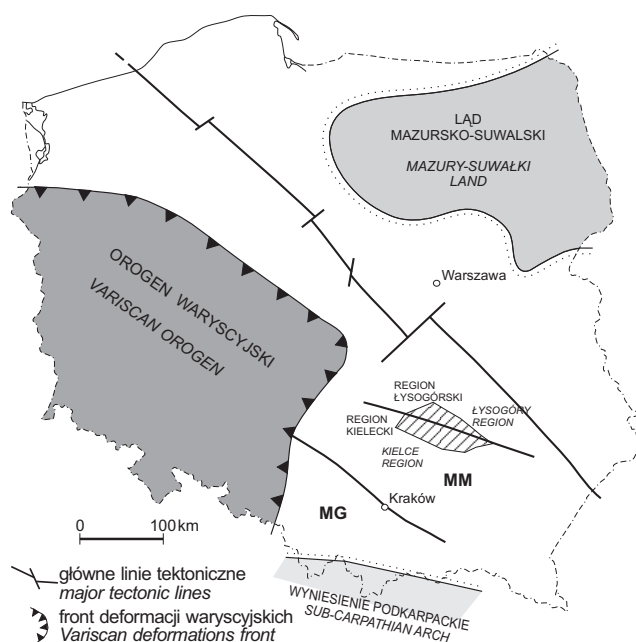 LĄD
MAZURSKO-SUWALSKI
MAZURY-SUWAŁKI
LAND
Warszawa
OROGEN WARYSCYJSKI
VARISCAN OROGEN
REGION
ŁYSOGÓRSKI
ŁYSOGÓRY
REGION
REGION
KIELECKI
KIELCE
REGION
MM
Kraków
MG
0 100km
WYNIESIENIE PODKARPACKIE
SUB-CARPATHIAN ARCH
główne linie tektoniczne
major tectonic lines
front deformacji waryscyjskich
Variscan deformations front